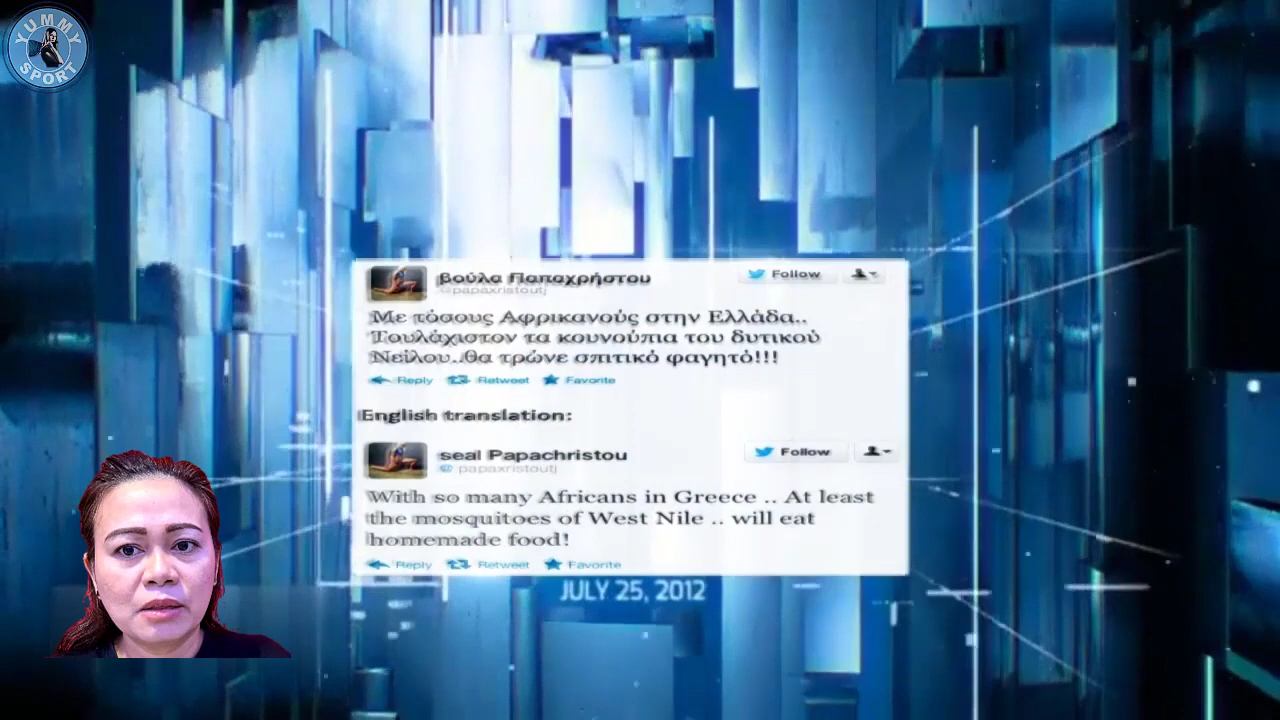 YUMMY
SPORT
βούλα Παπαχρήστου
Follow
@papaxristoutj
Με τόσους Αφρικανούς στην Ελλάδα..
Τουλάχιστον τα κουνούπια του δυτικού
Νείλου..θα τρώνε σπιτικό φαγητό!!!
Reply Retweet Favorite
English translation:
seal Papachristou
Follow
@papaxristoutj
With so many Africans in Greece .. At least
the mosquitoes of West Nile .. will eat
homemade food!
Reply Retweet Favorite
JULY 25, 2012